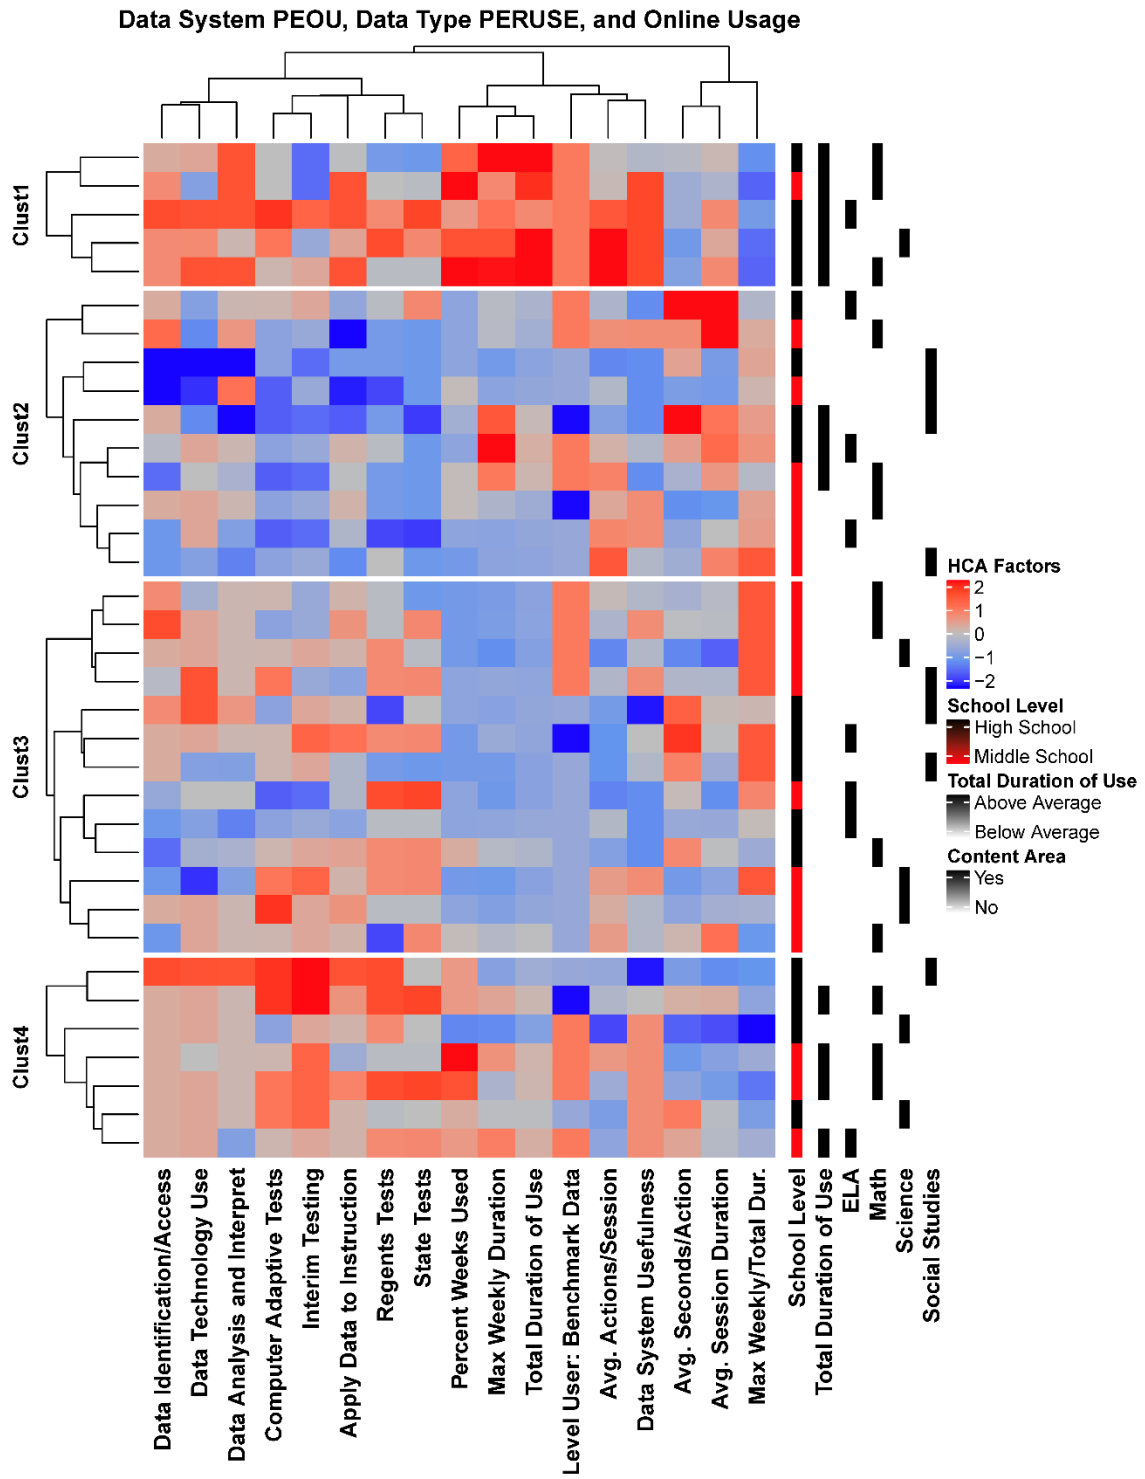 Data System PEOU, Data Type PERUSE, and Online Usage
Clust1
Clust2
Clust3
Clust4
HCA Factors
2
1
0
−1
−2
School Level
High School
Middle School
Total Duration of Use
Above Average
Below Average
Content Area
Yes
No
Data Identification/Access
Data Technology Use
Data Analysis and Interpret
Computer Adaptive Tests
Interim Testing
Apply Data to Instruction
Regents Tests
State Tests
Percent Weeks Used
Max Weekly Duration
Total Duration of Use
Level User: Benchmark Data
Avg. Actions/Session
Data System Usefulness
Avg. Seconds/Action
Avg. Session Duration
Max Weekly/Total Dur.
School Level
Total Duration of Use
ELA
Math
Science
Social Studies